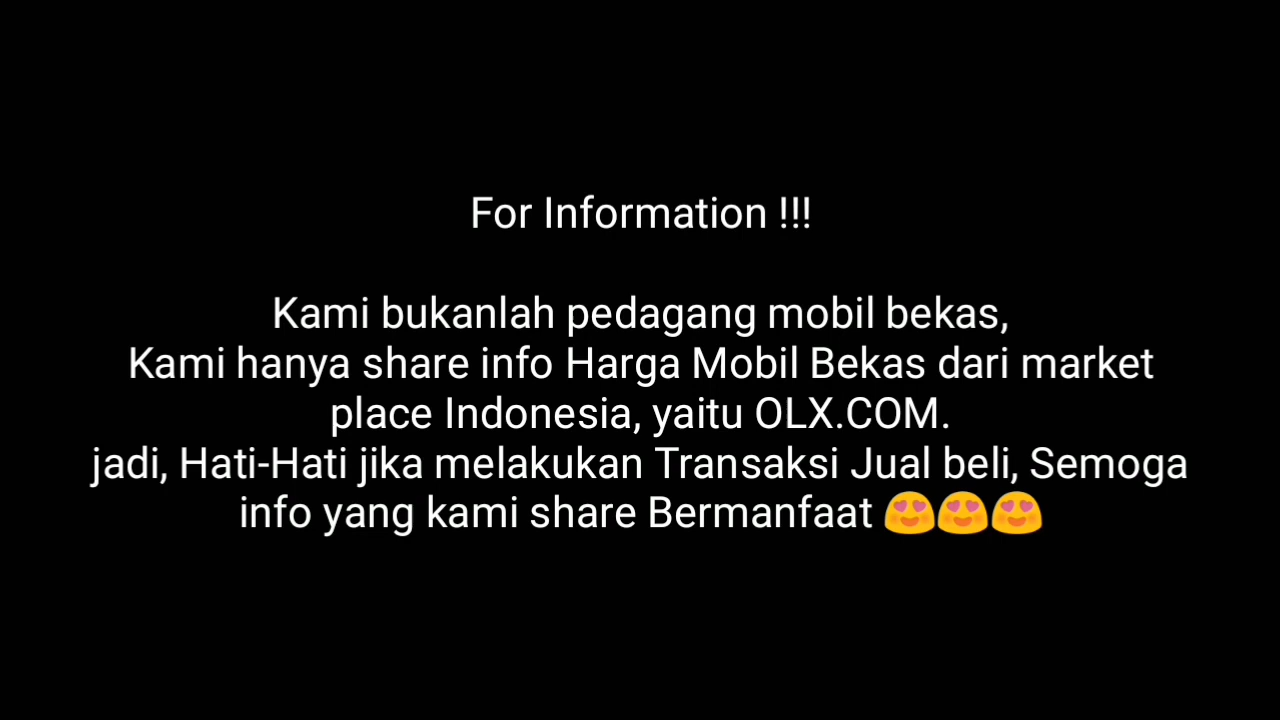 For Information !!!
Kami bukanlah pedagang mobil bekas,
Kami hanya share info Harga Mobil Bekas dari market
place Indonesia, yaitu OLX.COM.
jadi, Hati-Hati jika melakukan Transaksi Jual beli, Semoga
info yang kami share Bermanfaat 😍😍😍